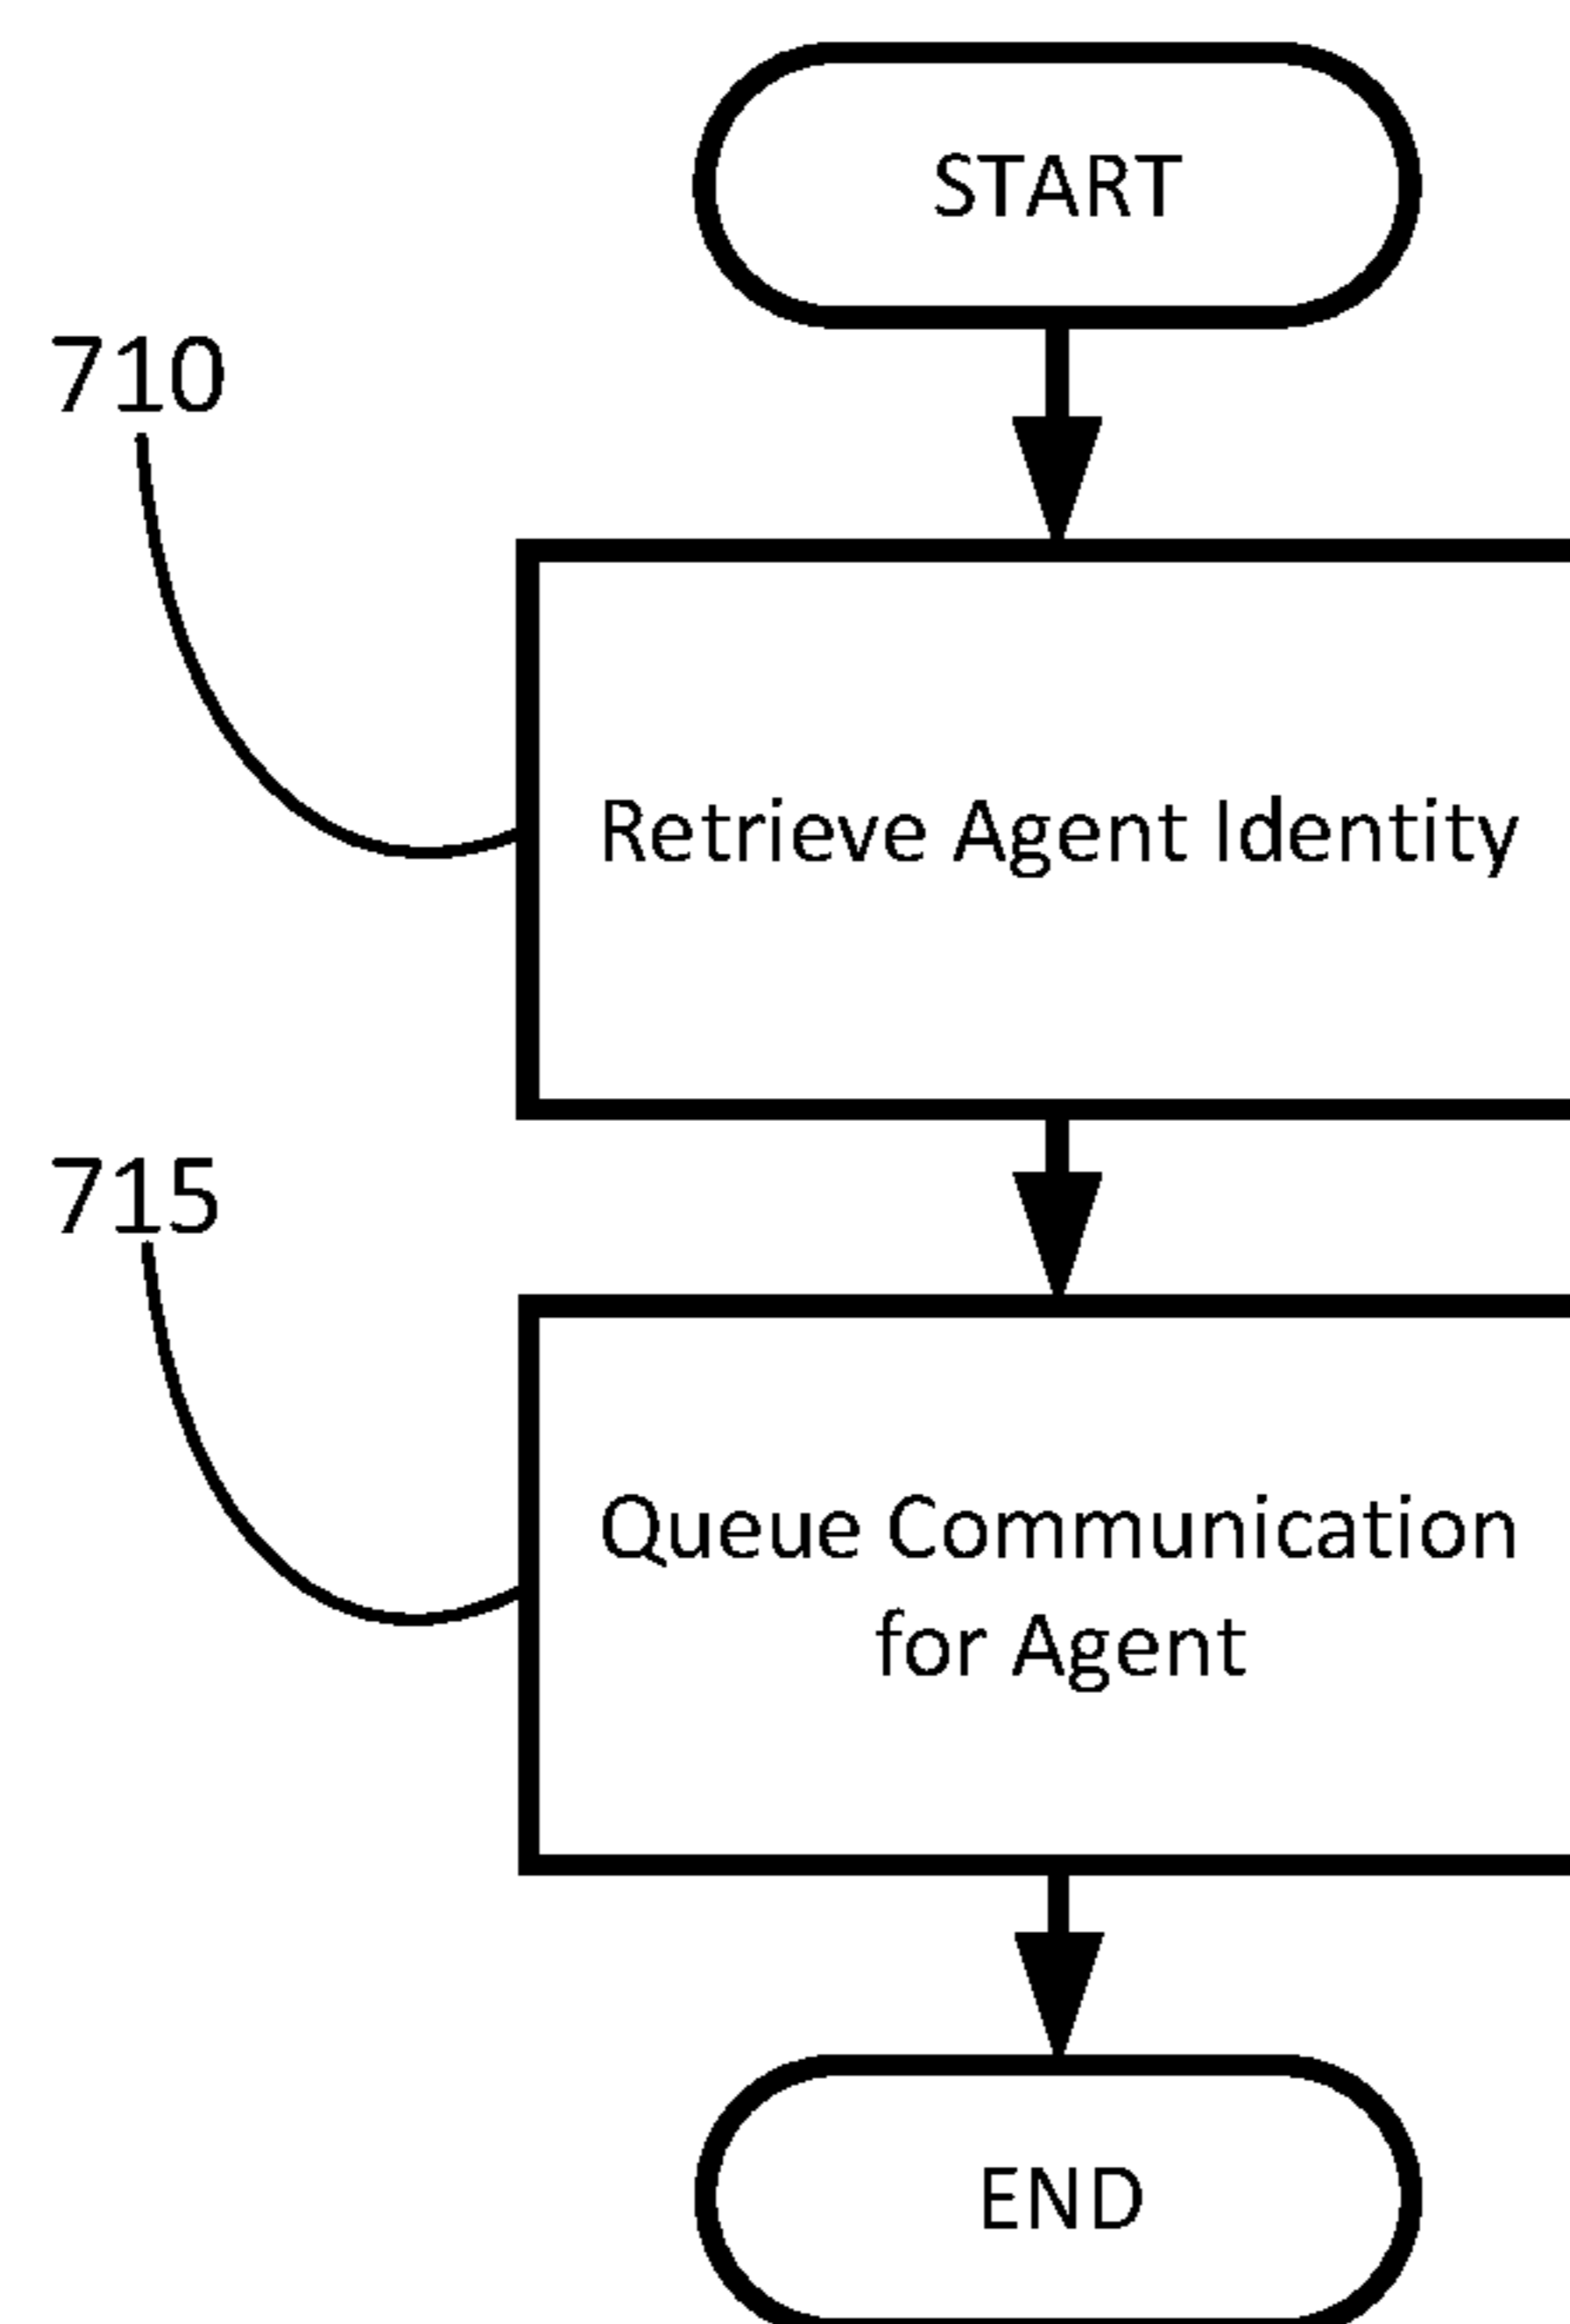 START
710
Retrieve Agent Identity
715
Queue Communication
for Agent
END